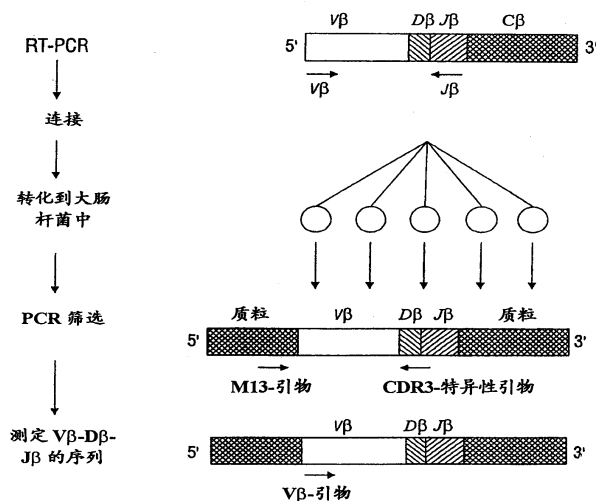 RT-PCR
连接
转化到大肠
杆菌中
PCR 筛选
测定 Vβ-Dβ-
Jβ 的序列
Vβ Dβ Jβ Cβ
5' 3'
Vβ Jβ
质粒 Vβ Dβ Jβ 质粒
5' 3'
M13-引物 CDR3-特异性引物
Vβ Dβ Jβ
5' 3'
Vβ-引物